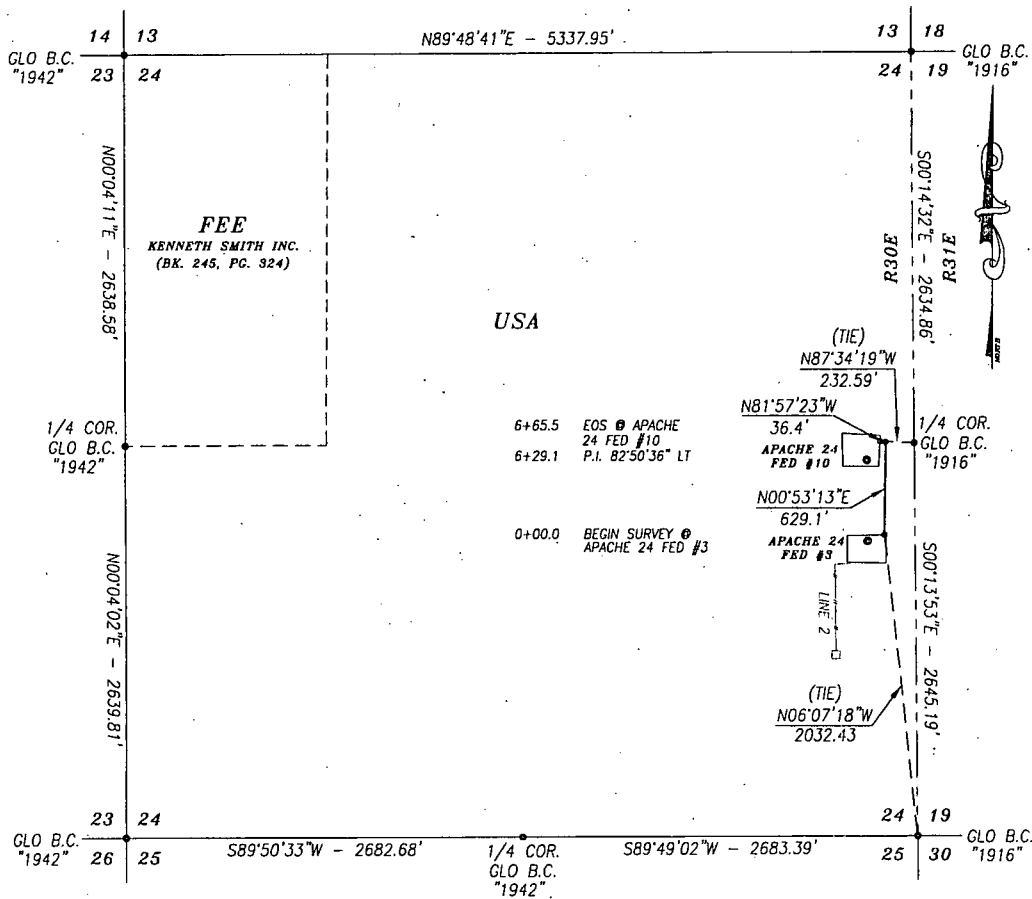 14 13
N89°48'41"E - 5337.95'
13 18
GLO B.C.
"1942"
23 24
24 19
GLO B.C.
"1916"
N00°04'11"E - 2638.58'
FEE
KENNETH SMITH INC.
(BK. 245, PG. 324)
S00°14'32"E - 2634.86'
R30E
R31E
NORTH
USA
(TIE)
N87°34'19"W
232.59'
N81°57'23"W
36.4'
1/4 COR.
GLO B.C.
"1942"
6+65.5 EOS @ APACHE
24 FED #10
6+29.1 P.I. 82°50'36" LT
APACHE 24
FED #10
1/4 COR.
GLO B.C.
"1916"
N00°53'13"E
629.1'
0+00.0 BEGIN SURVEY @
APACHE 24 FED #3
APACHE 24
FED #3
N00°04'02"E - 2639.81'
LINE 2
S00°13'53"E - 2645.19'
(TIE)
N06°07'18"W
2032.43
23 24
24 19
GLO B.C.
"1942"
26 25
S89°50'33"W - 2682.68'
1/4 COR.
GLO B.C.
"1942"
S89°49'02"W - 2683.39'
25 30
GLO B.C.
"1916"